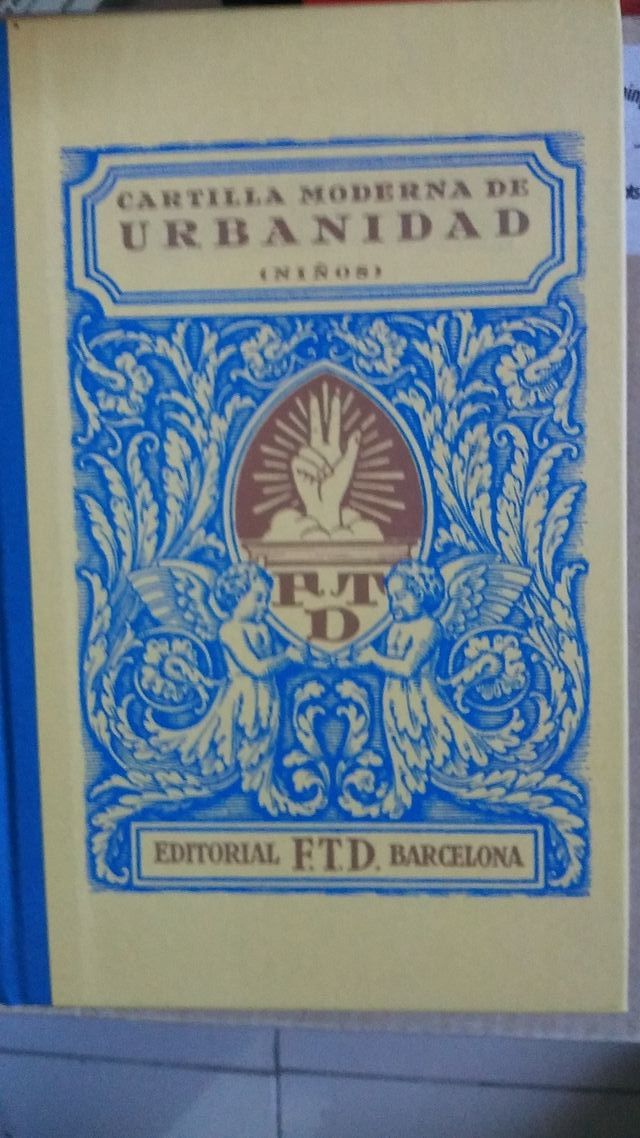 CARTILLA MODERNA DE
URBANIDAD
(NIÑOS)
F.T.
D
EDITORIAL F.T.D. BARCELONA